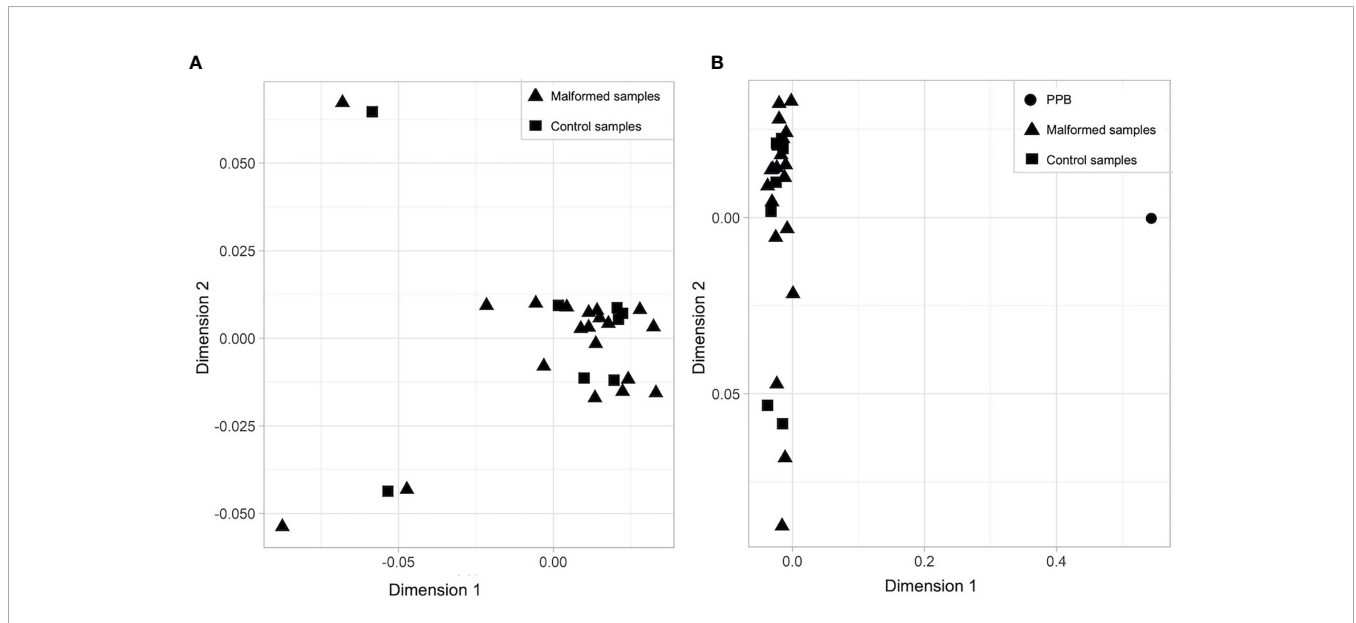 A
Malformed samples
Control samples
0.050
0.025
0.000
-0.025
-0.050
-0.05
0.00
Dimension 1
Dimension 2
B
PPB
Malformed samples
Control samples
0.00
0.05
0.0
0.2
0.4
Dimension 1
Dimension 2